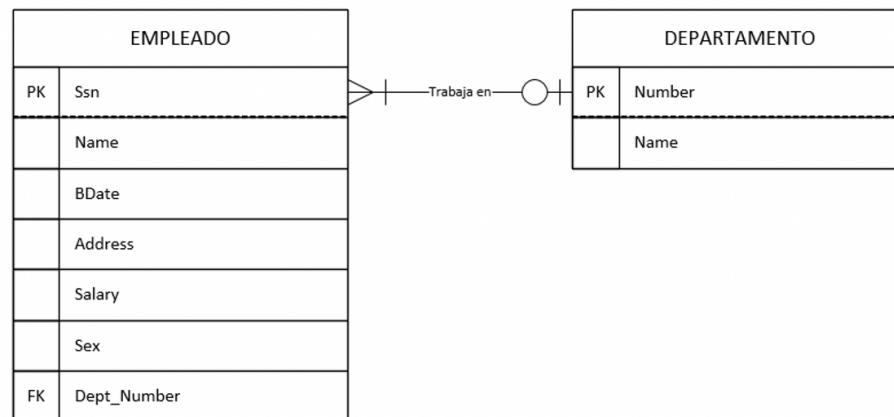 EMPLEADO
PK Ssn
Name
BDate
Address
Salary
Sex
FK Dept_Number
Trabaja en
DEPARTAMENTO
PK Number
Name